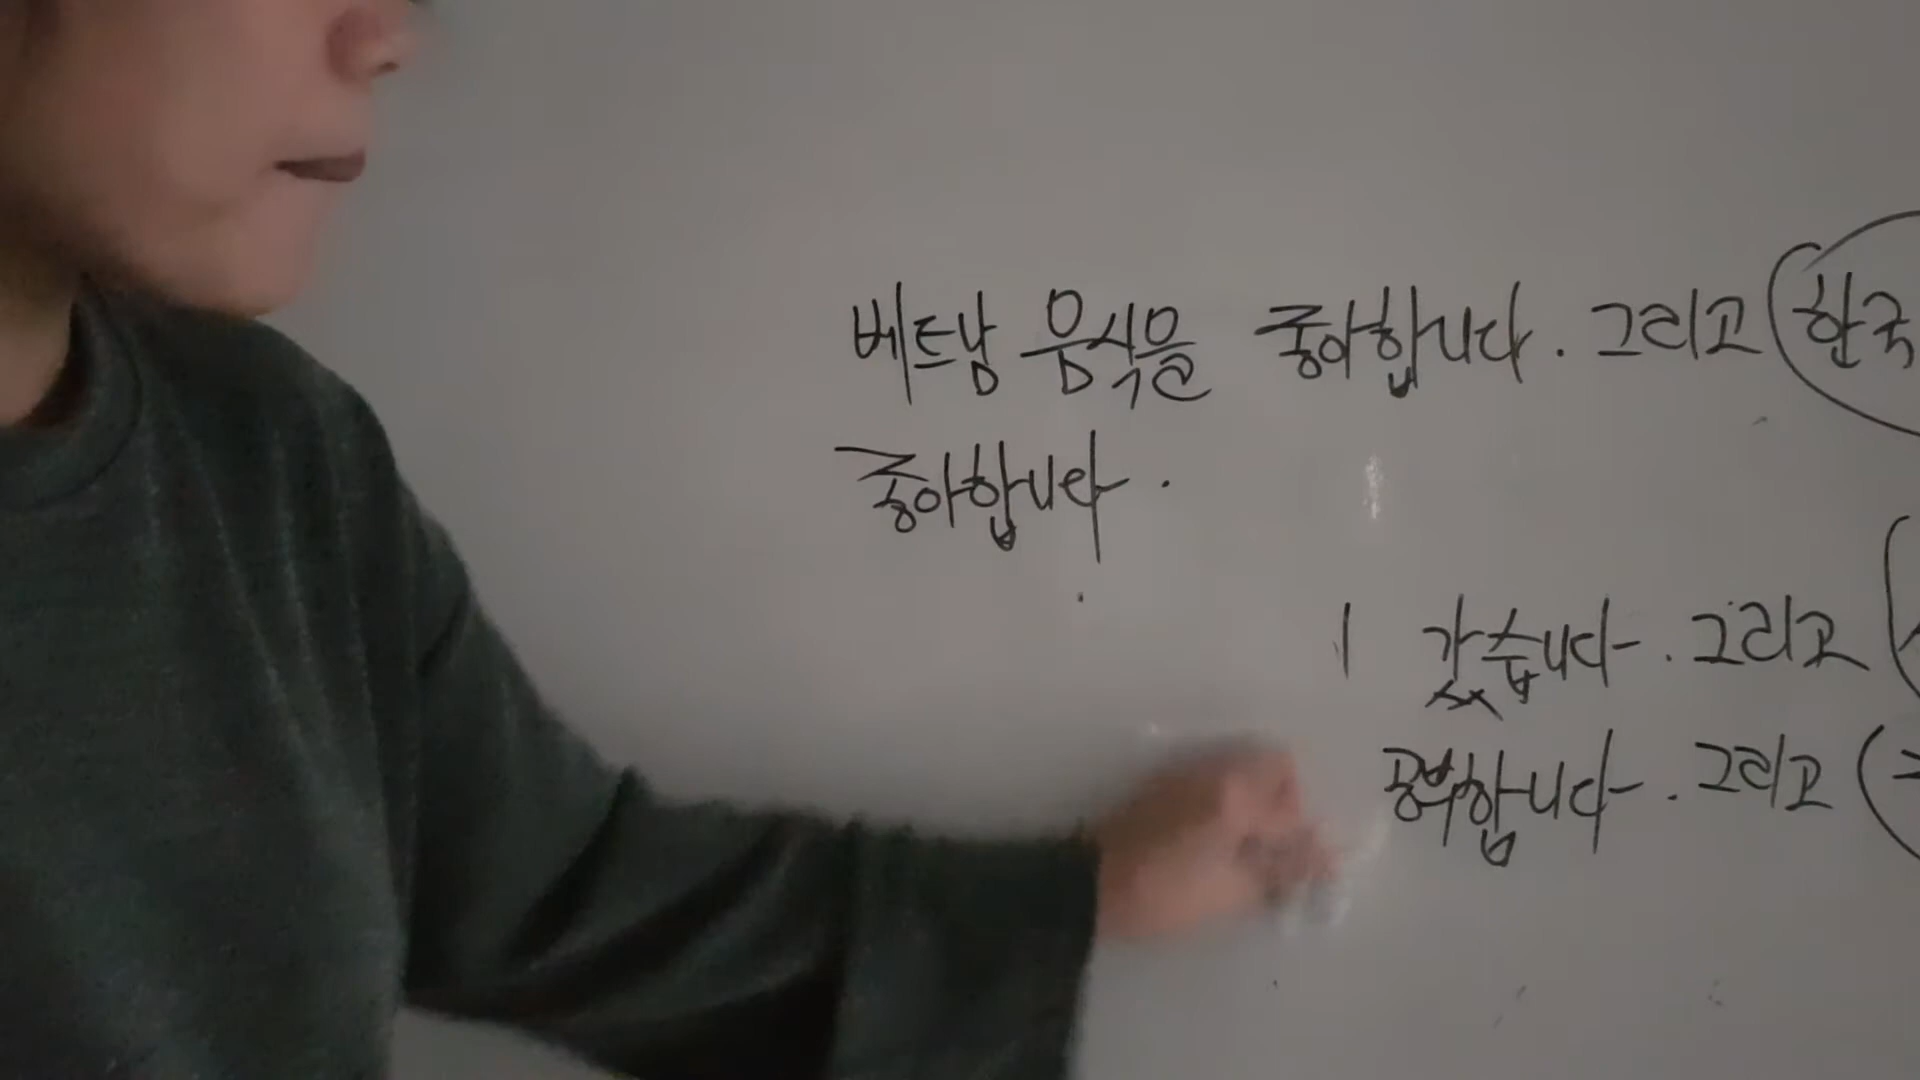 베트남 음식을 좋아합니다. 그리고 (한국
좋아합니다.
갔습니다. 그리고 (
공부합니다. 그리고 (